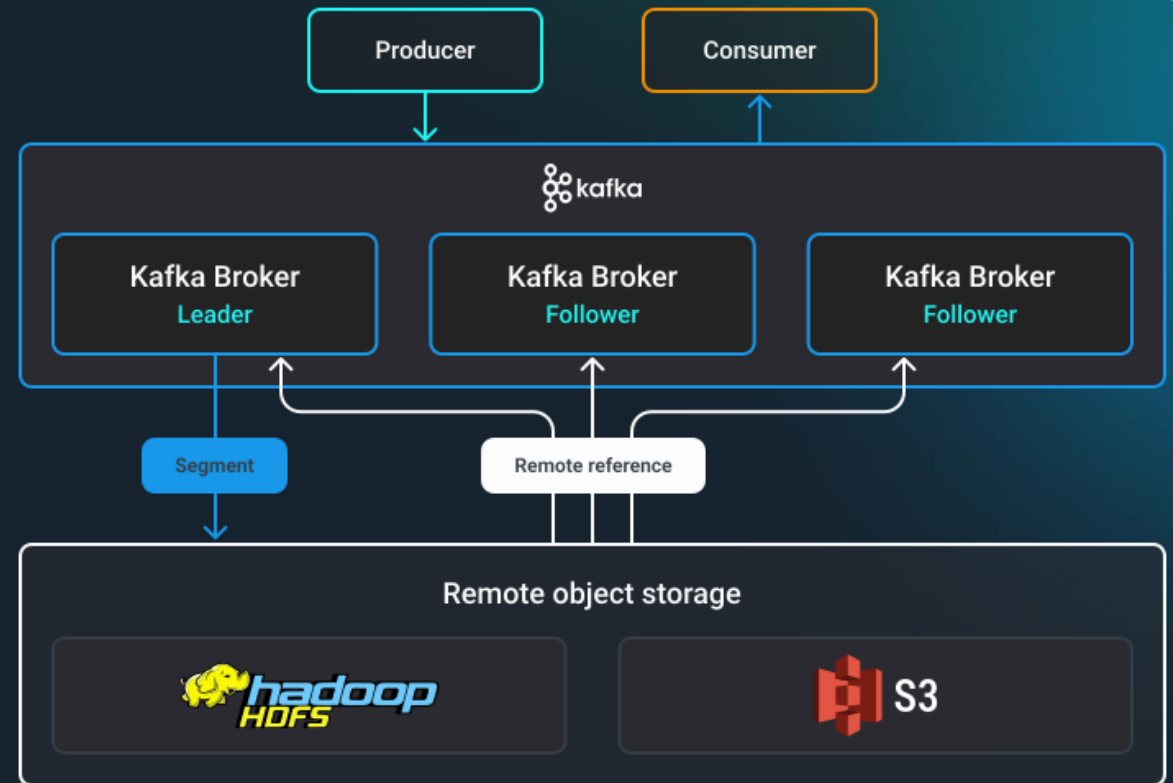 Producer
Consumer
kafka
Kafka Broker
Leader
Kafka Broker
Follower
Kafka Broker
Follower
Segment
Remote reference
Remote object storage
hadoop
HDFS
S3